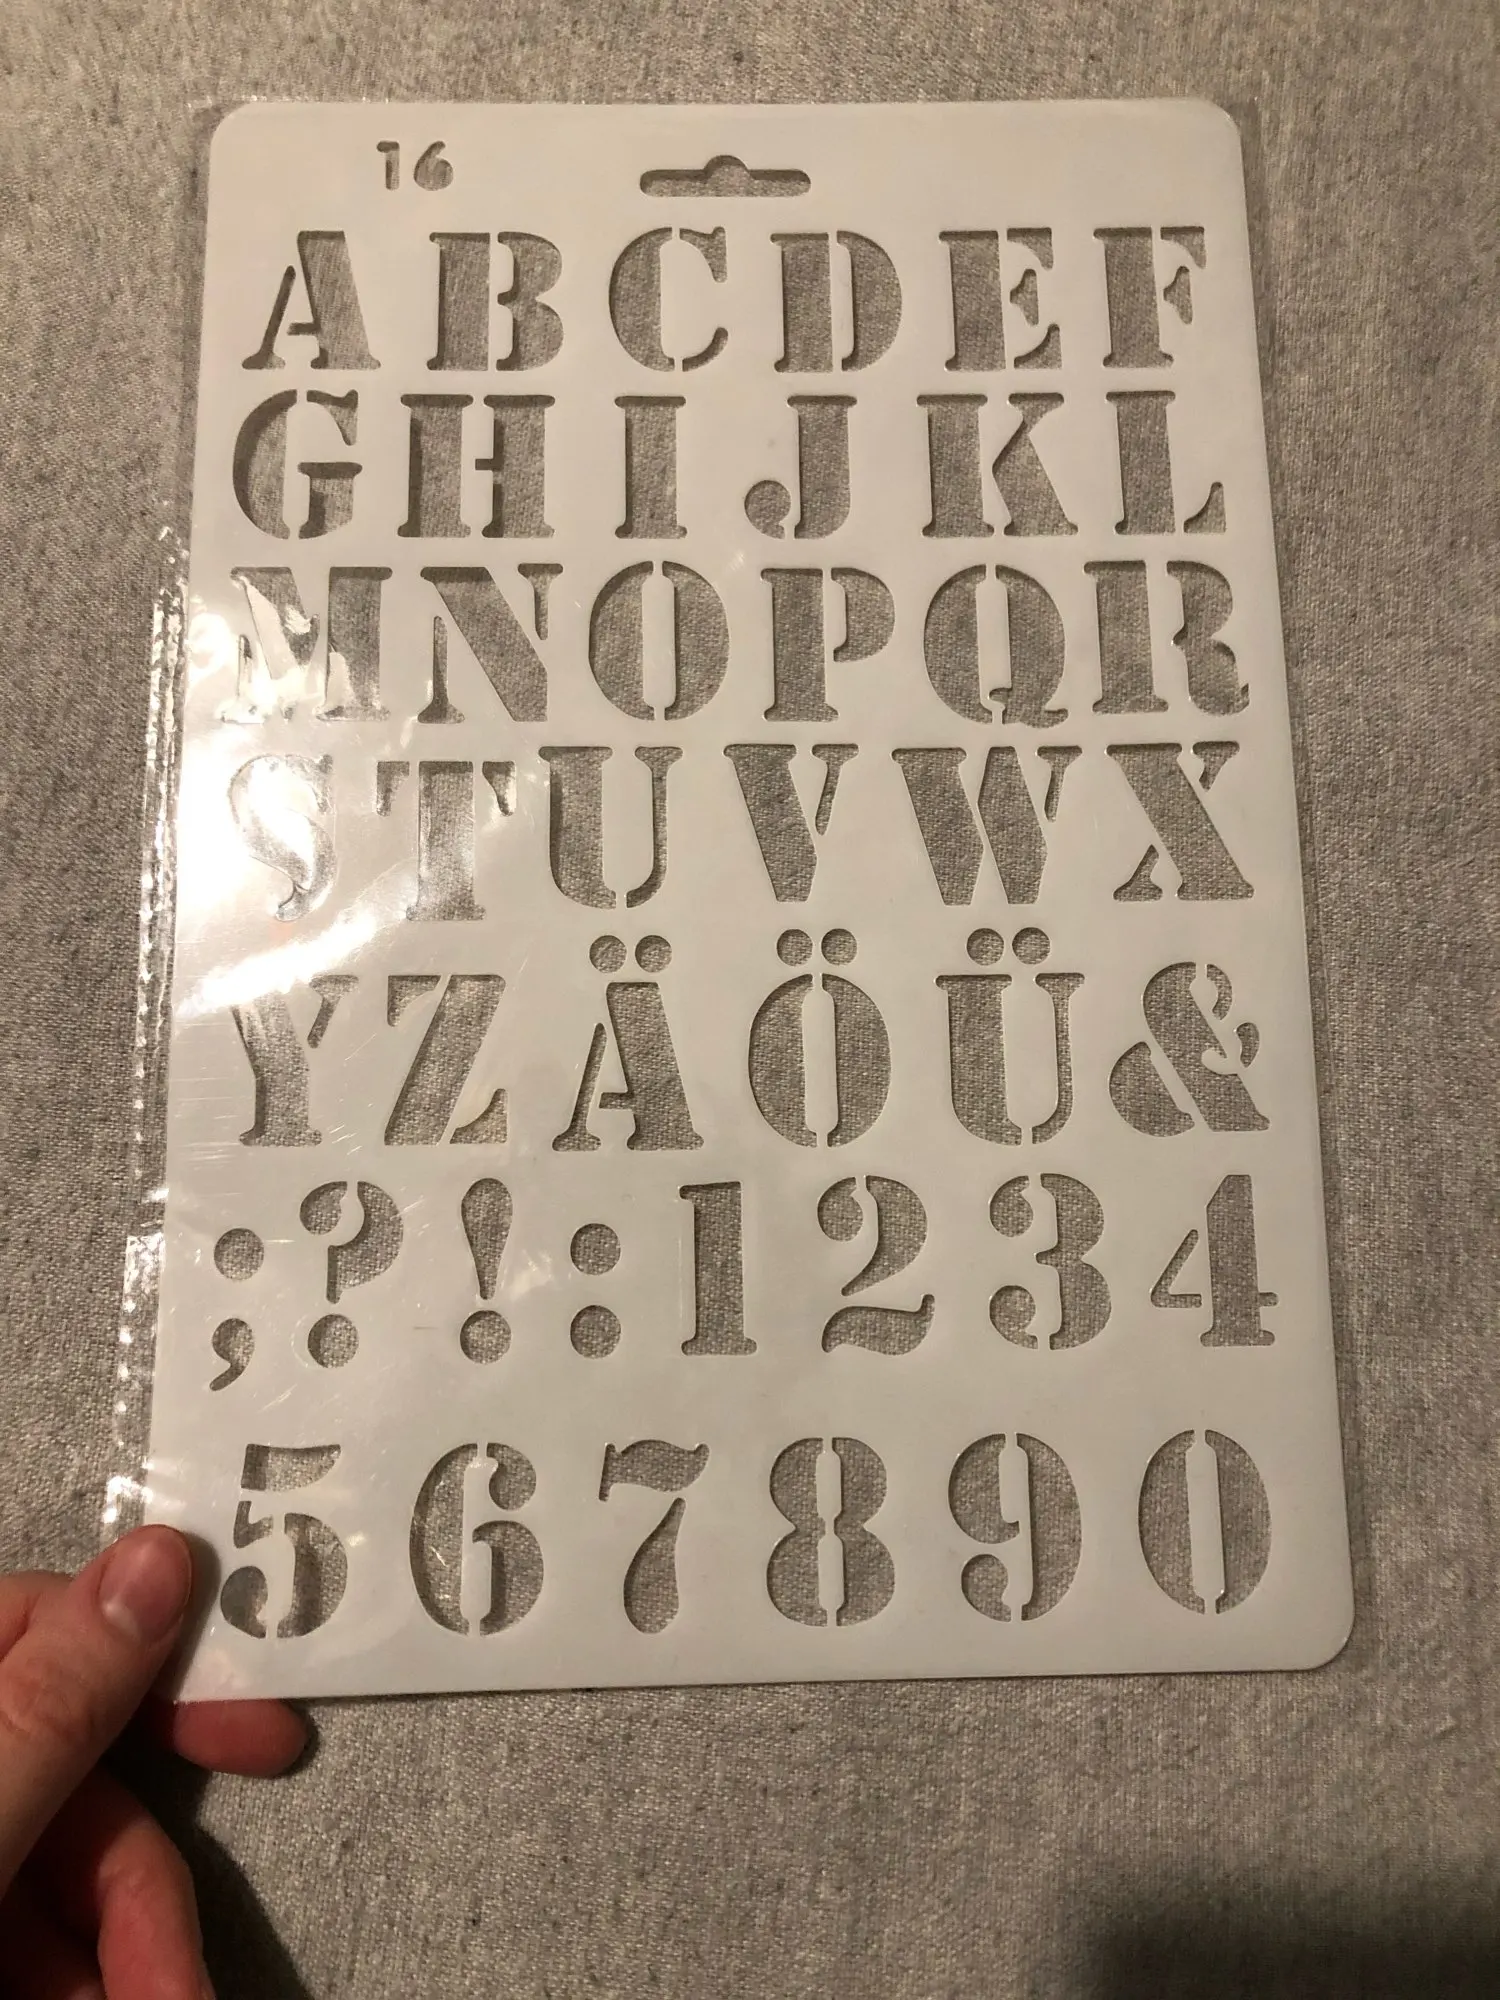 16
ABCDEF
GHIJKL
MNOPQR
STUVWX
YZÄÖÜ&
;?!:1234
567890